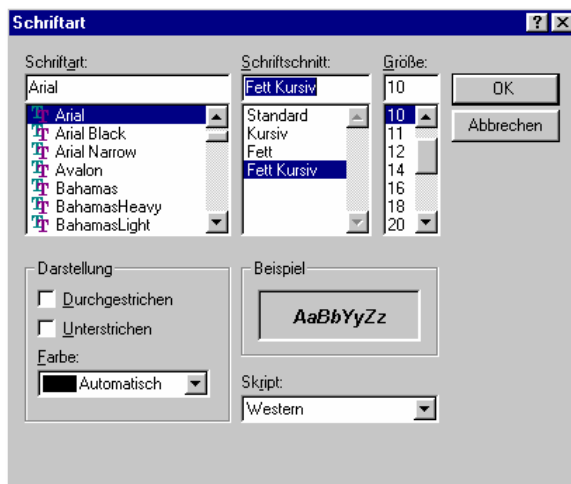 Schriftart
Schriftart:
Arial
Arial
Arial Black
Arial Narrow
Avalon
Bahamas
BahamasHeavy
BahamasLight
Schriftschnitt:
Fett Kursiv
Standard
Kursiv
Fett
Fett Kursiv
Größe:
10
10
11
12
14
16
18
20
OK
Abbrechen
Darstellung
Durchgestrichen
Unterstrichen
Farbe:
Automatisch
Beispiel
AaBbYyZz
Skript:
Western